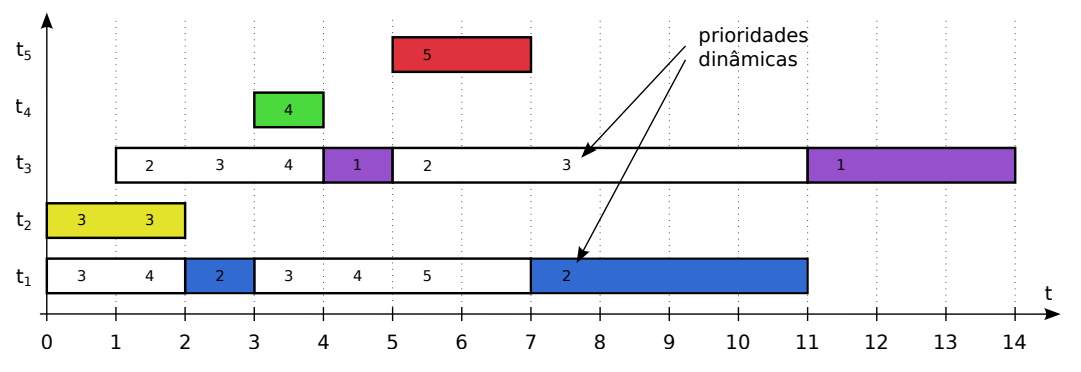 prioridades
dinâmicas
t5 5
t4 4
t3 2 3 4 1 2 3 1
t2 3 3
t1 3 4 2 3 4 5 2
t
0 1 2 3 4 5 6 7 8 9 10 11 12 13 14